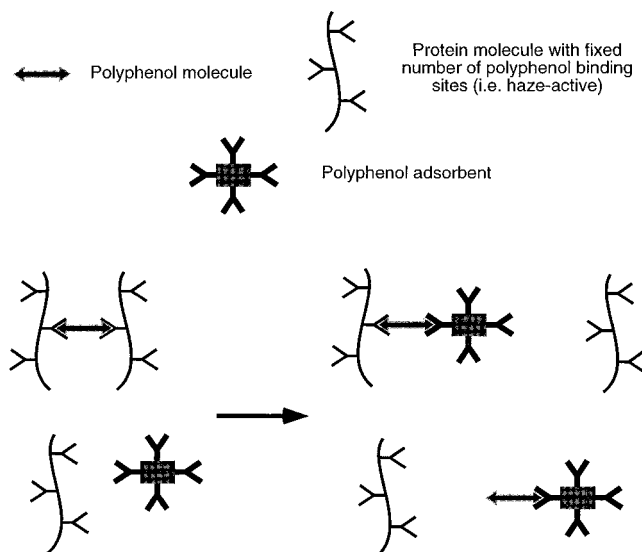 Polyphenol molecule
Protein molecule with fixed
number of polyphenol binding
sites (i.e. haze-active)
Polyphenol adsorbent